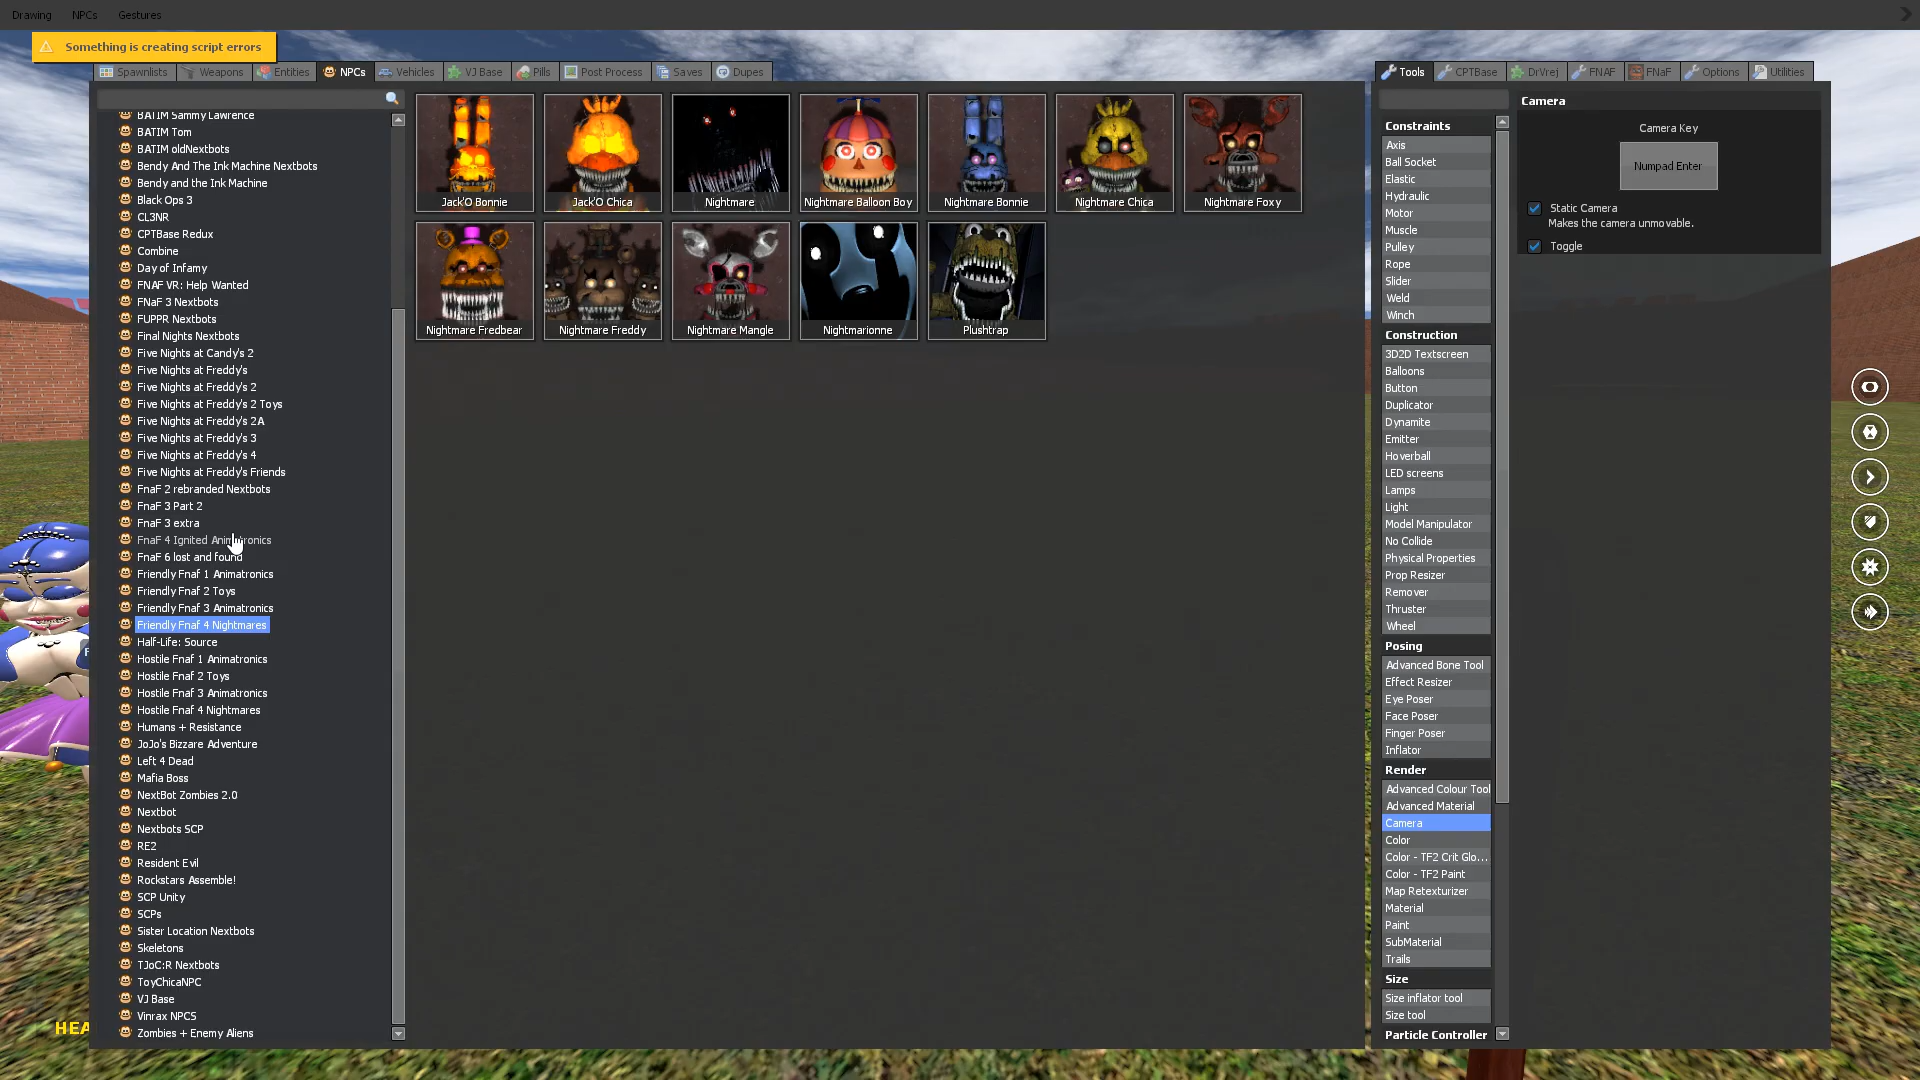 Drawing
NPCs
Gestures
Something is creating script errors
Spawnlists
Weapons
Entities
NPCs
Vehicles
VJ Base
Pills
Post Process
Saves
Dupes
BATIM Sammy Lawrence
BATIM Tom
BATIM oldNextbots
Bendy And The Ink Machine Nextbots
Bendy and the Ink Machine
Black Ops 3
CL3NR
CPTBase Redux
Combine
Day of Infamy
FNAF VR: Help Wanted
FNaF 3 Nextbots
FUPPR Nextbots
Final Nights Nextbots
Five Nights at Candy's 2
Five Nights at Freddy's
Five Nights at Freddy's 2
Five Nights at Freddy's 2 Toys
Five Nights at Freddy's 2A
Five Nights at Freddy's 3
Five Nights at Freddy's 4
Five Nights at Freddy's Friends
FnaF 2 rebranded Nextbots
FnaF 3 Part 2
FnaF 3 extra
FnaF 4 Ignited Animatronics
FnaF 6 lost and found
Friendly Fnaf 1 Animatronics
Friendly Fnaf 2 Toys
Friendly Fnaf 3 Animatronics
Friendly Fnaf 4 Nightmares
Half-Life: Source
Hostile Fnaf 1 Animatronics
Hostile Fnaf 2 Toys
Hostile Fnaf 3 Animatronics
Hostile Fnaf 4 Nightmares
Humans + Resistance
JoJo's Bizzare Adventure
Left 4 Dead
Mafia Boss
NextBot Zombies 2.0
Nextbot
Nextbots SCP
RE2
Resident Evil
Rockstars Assemble!
SCP Unity
SCPs
Sister Location Nextbots
Skeletons
TJoC:R Nextbots
ToyChicaNPC
VJ Base
Vinrax NPCS
Zombies + Enemy Aliens
HEA
Jack'O Bonnie
Jack'O Chica
Nightmare
Nightmare Balloon Boy
Nightmare Bonnie
Nightmare Chica
Nightmare Foxy
Nightmare Fredbear
Nightmare Freddy
Nightmare Mangle
Nightmarionne
Plushtrap
Tools
CPTBase
DrVrej
FNAF
FNaF
Options
Utilities
Constraints
Axis
Ball Socket
Elastic
Hydraulic
Motor
Muscle
Pulley
Rope
Slider
Weld
Winch
Construction
3D2D Textscreen
Balloons
Button
Duplicator
Dynamite
Emitter
Hoverball
LED screens
Lamps
Light
Model Manipulator
No Collide
Physical Properties
Prop Resizer
Remover
Thruster
Wheel
Posing
Advanced Bone Tool
Effect Resizer
Eye Poser
Face Poser
Finger Poser
Inflator
Render
Advanced Colour Tool
Advanced Material
Camera
Color
Color - TF2 Crit Glo...
Color - TF2 Paint
Map Retexturizer
Material
Paint
SubMaterial
Trails
Size
Size inflator tool
Size tool
Particle Controller
Camera
Camera Key
Numpad Enter
Static Camera
Makes the camera unmovable.
Toggle